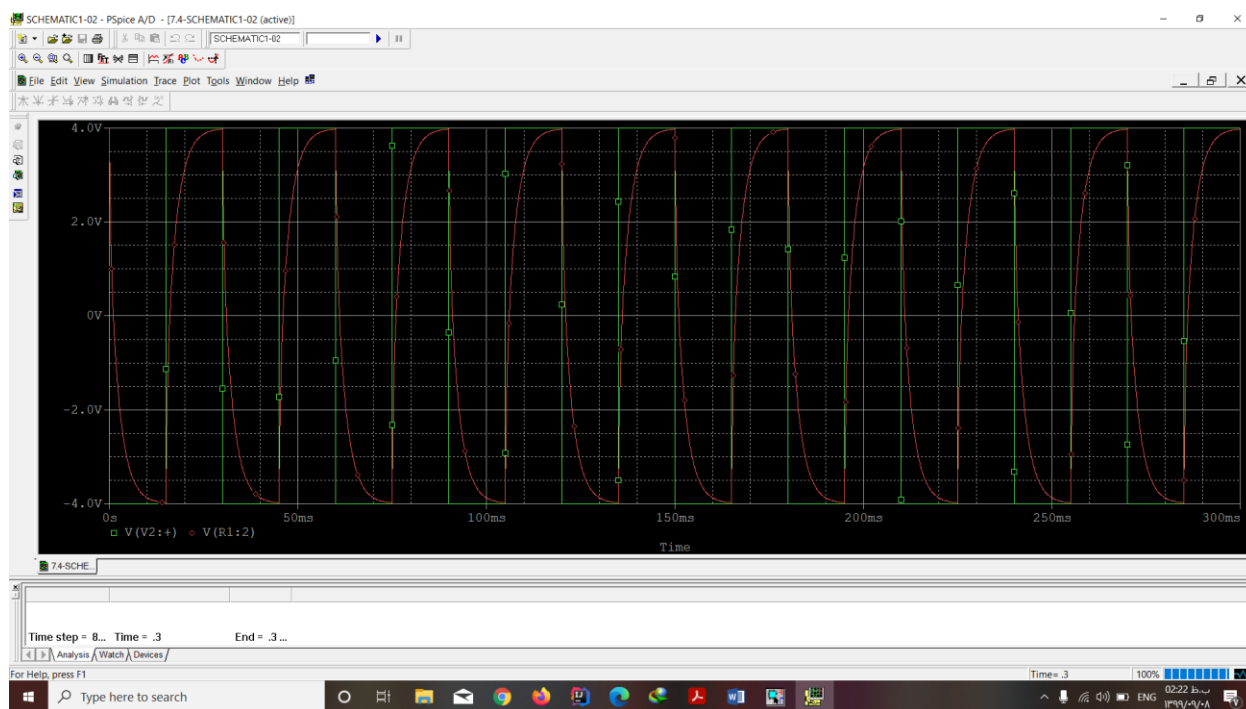 SCHEMATIC1-02 - PSpice A/D - [7.4-SCHEMATIC1-02 (active)]
SCHEMATIC1-02
File Edit View Simulation Trace Plot Tools Window Help
4.0V
2.0V
0V
-2.0V
-4.0V
0s 50ms 100ms 150ms 200ms 250ms 300ms
V(V2:+) V(R1:2)
Time
7.4-SCHE...
Time step = 8... Time = .3 End = .3 ...
Analysis Watch Devices
For Help, press F1
Time= .3 100%
Type here to search
ENG
02:22 ب.ظ
۱۳۹۹/۰۹/۰۸